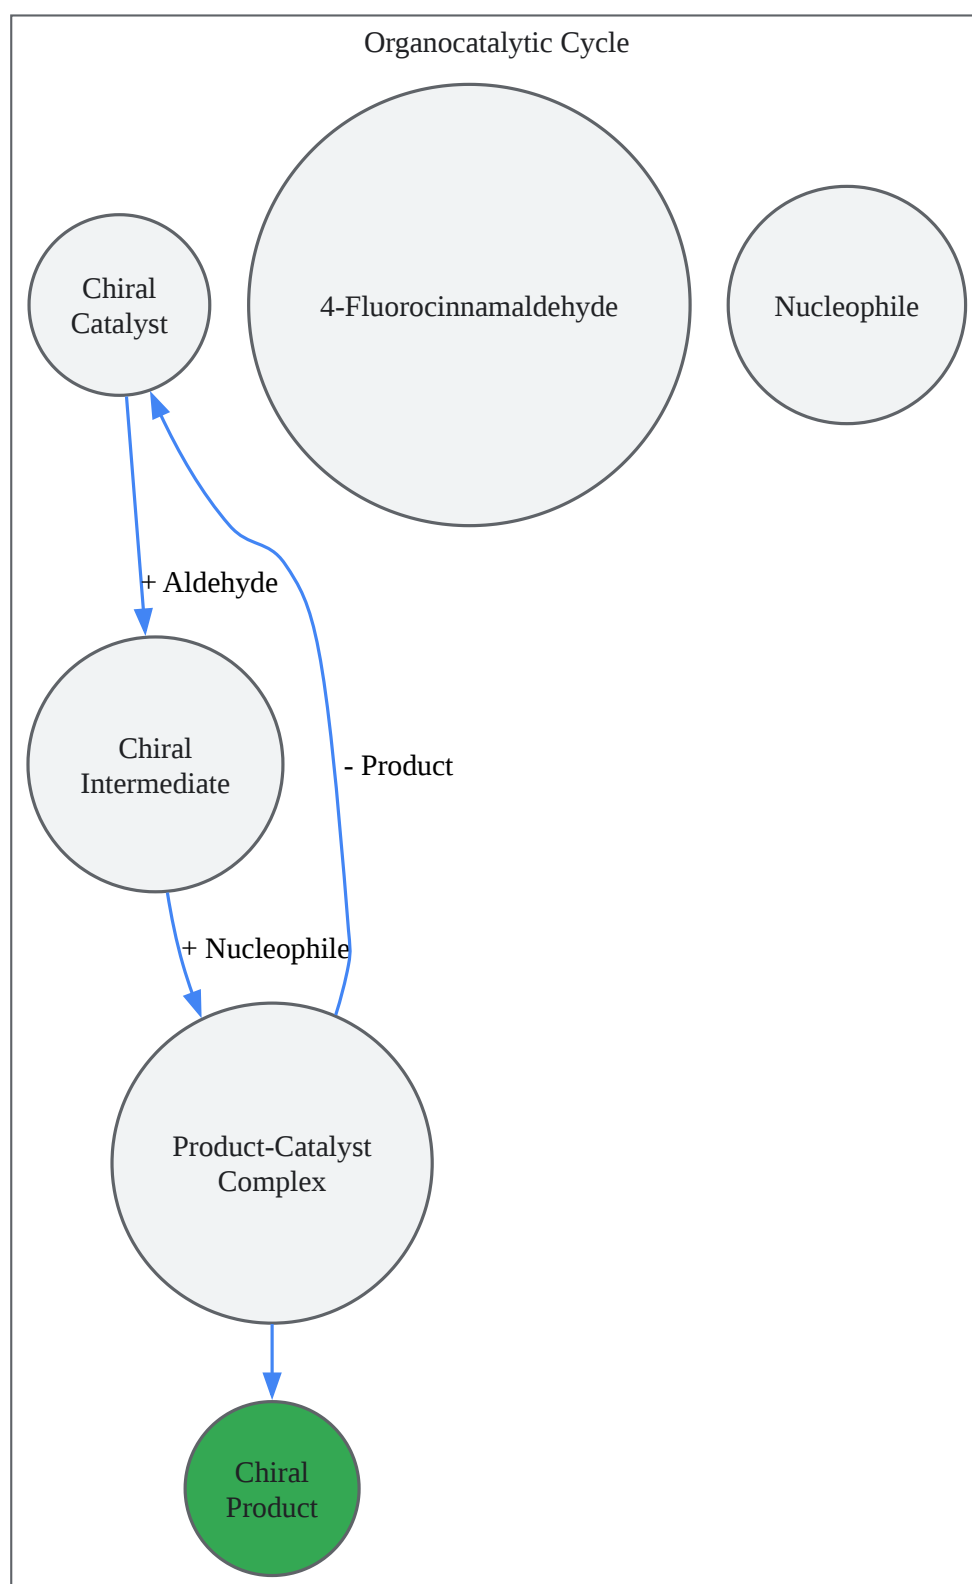 Organocatalytic Cycle
Chiral
Catalyst
4-Fluorocinnamaldehyde
Nucleophile
+ Aldehyde
Chiral
Intermediate
- Product
+ Nucleophile
Product-Catalyst
Complex
Chiral
Product